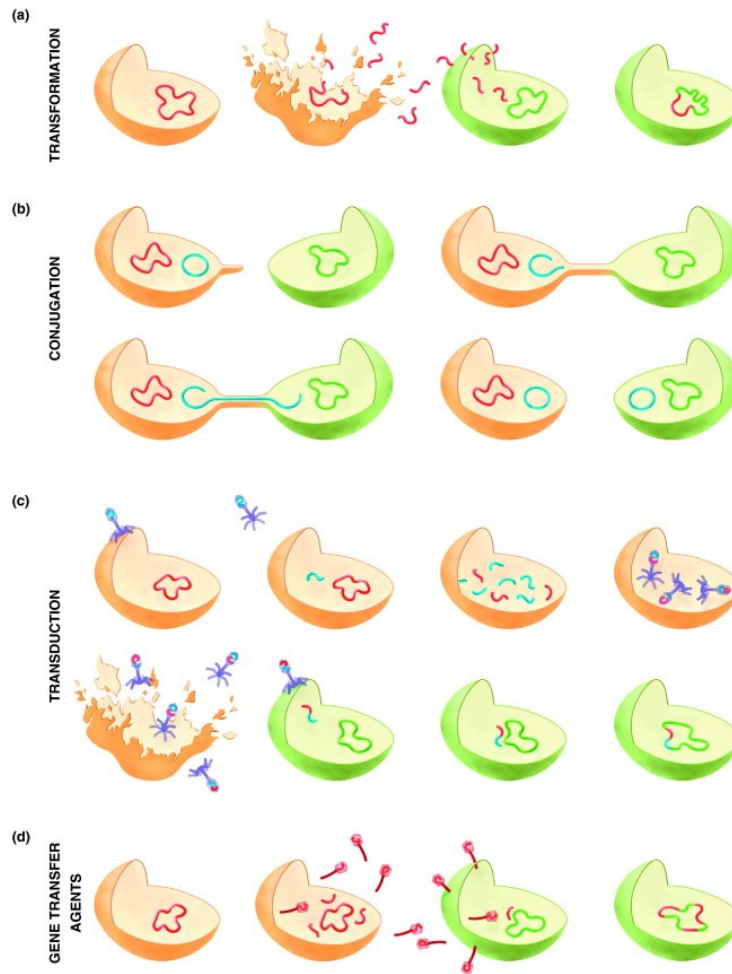 (a)
TRANSFORMATION
(b)
CONJUGATION
(c)
TRANSDUCTION
(d)
GENE TRANSFER
AGENTS